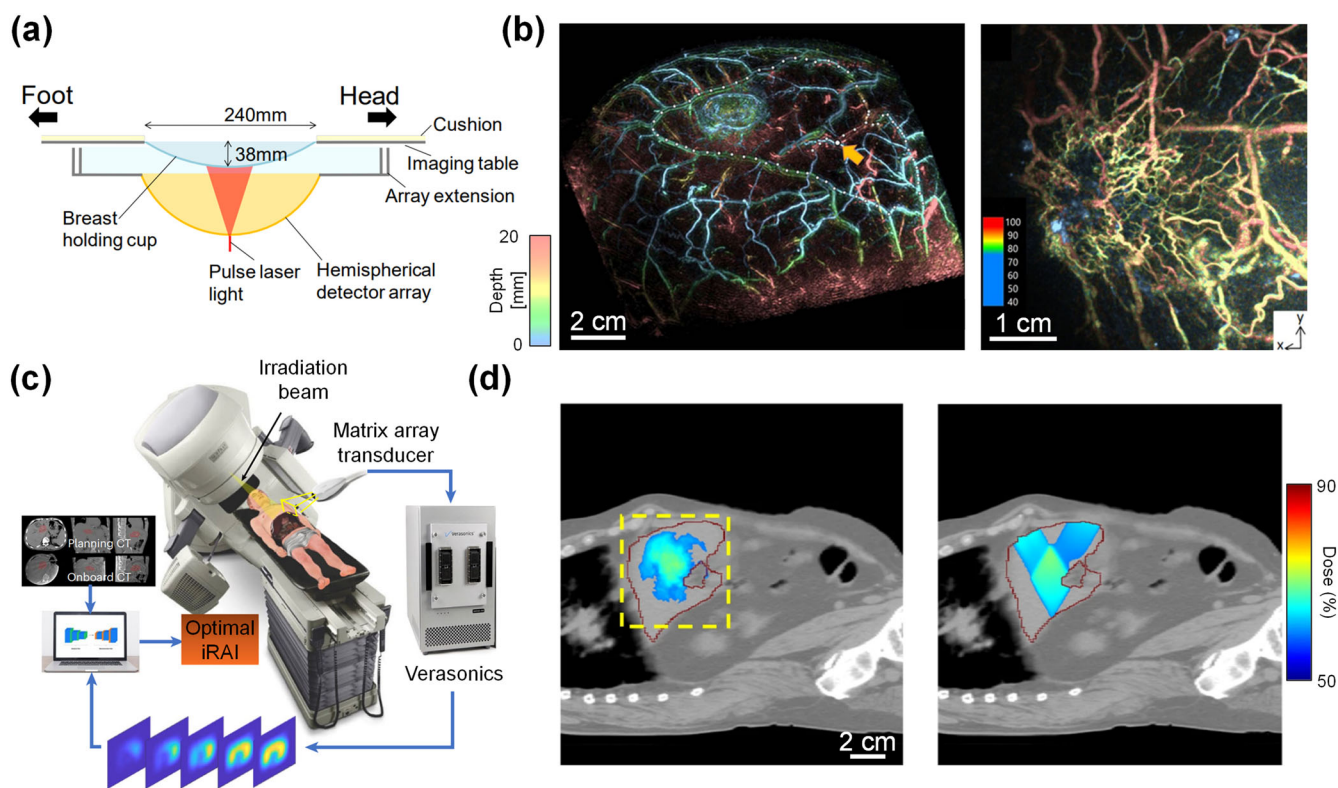 (a)
Foot
Head
240mm
38mm
Cushion
Imaging table
Array extension
Breast
holding cup
Pulse laser
light
Hemispherical
detector array
20
Depth
[mm]
0
(b)
2 cm
100
90
80
70
60
50
40
1 cm
y
x
(c)
Irradiation
beam
Matrix array
transducer
Planning CT
Onboard CT
Optimal
iRAI
Verasonics
(d)
2 cm
90
Dose (%)
50